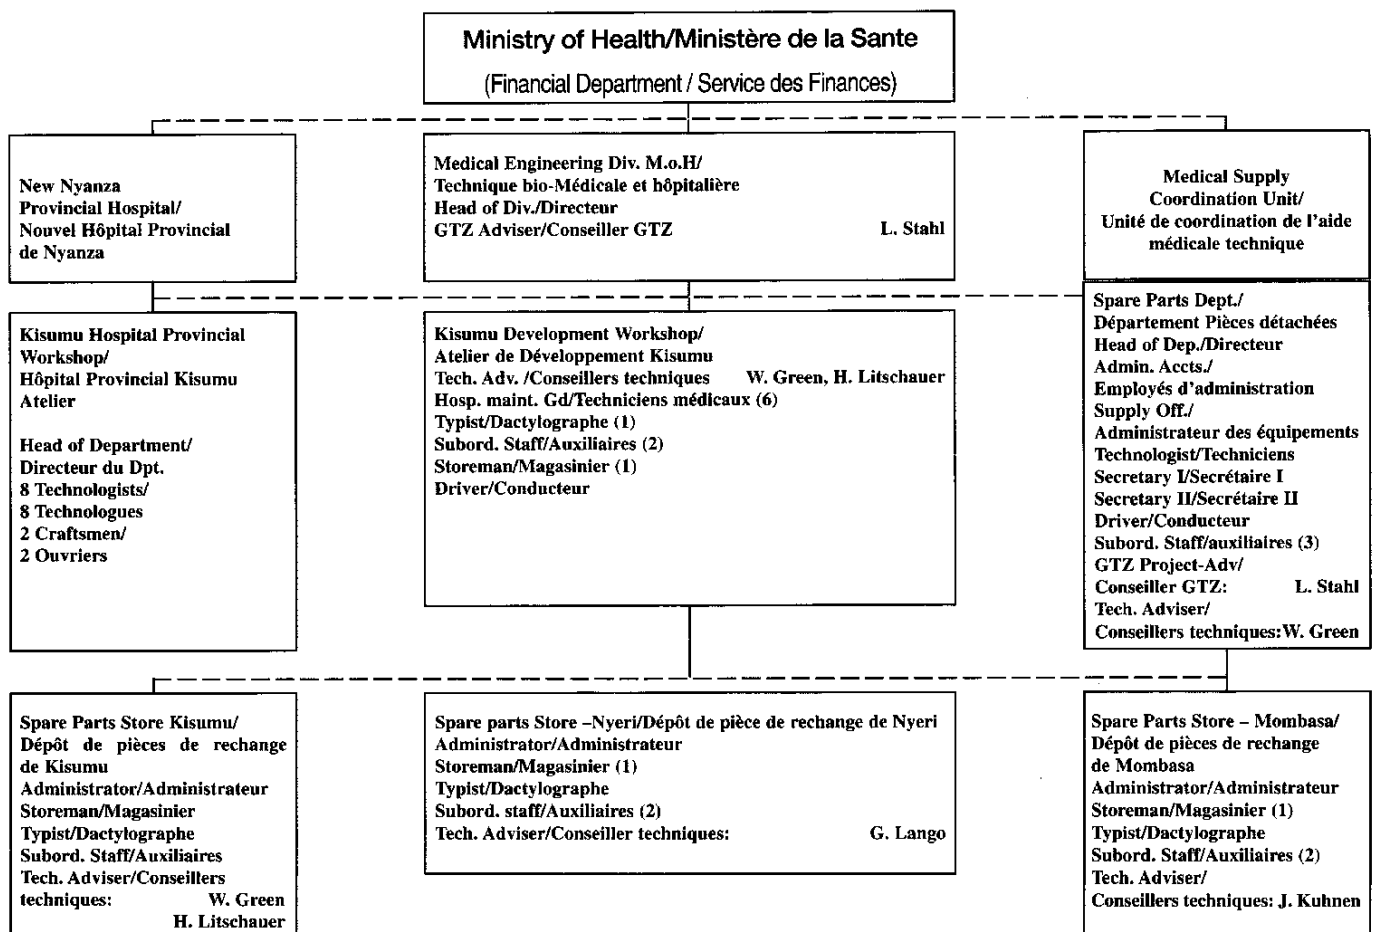 Ministry of Health/Ministère de la Sante
(Financial Department / Service des Finances)
New Nyanza
Provincial Hospital/
Nouvel Hôpital Provincial
de Nyanza
Medical Engineering Div. M.o.H/
Technique bio-Médicale et hôpitalière
Head of Div./Directeur
GTZ Adviser/Conseiller GTZ L. Stahl
Medical Supply
Coordination Unit/
Unité de coordination de l'aide
médicale technique
Kisumu Hospital Provincial
Workshop/
Hôpital Provincial Kisumu
Atelier
Head of Department/
Directeur du Dpt.
8 Technologists/
8 Technologues
2 Craftsmen/
2 Ouvriers
Kisumu Development Workshop/
Atelier de Développement Kisumu
Tech. Adv. /Conseillers techniques W. Green, H. Litschauer
Hosp. maint. Gd/Techniciens médicaux (6)
Typist/Dactylographe (1)
Subord. Staff/Auxiliaires (2)
Storeman/Magasinier (1)
Driver/Conducteur
Spare Parts Dept./
Département Pièces détachées
Head of Dep./Directeur
Admin. Accts./
Employés d'administration
Supply Off./
Administrateur des équipements
Technologist/Techniciens
Secretary I/Secrétaire I
Secretary II/Secrétaire II
Driver/Conducteur
Subord. Staff/auxiliaires (3)
GTZ Project-Adv/
Conseiller GTZ: L. Stahl
Tech. Adviser/
Conseillers techniques:W. Green
Spare Parts Store Kisumu/
Dépôt de pièces de rechange
de Kisumu
Administrator/Administrateur
Storeman/Magasinier
Typist/Dactylographe
Subord. Staff/Auxiliaires
Tech. Adviser/Conseillers
techniques: W. Green
H. Litschauer
Spare parts Store –Nyeri/Dépôt de pièce de rechange de Nyeri
Administrator/Administrateur
Storeman/Magasinier (1)
Typist/Dactylographe
Subord. staff/Auxiliaires (2)
Tech. Adviser/Conseiller techniques: G. Lango
Spare Parts Store – Mombasa/
Dépôt de pièces de rechange
de Mombasa
Administrator/Administrateur
Storeman/Magasinier (1)
Typist/Dactylographe
Subord. Staff/Auxiliaires (2)
Tech. Adviser/
Conseillers techniques: J. Kuhnen